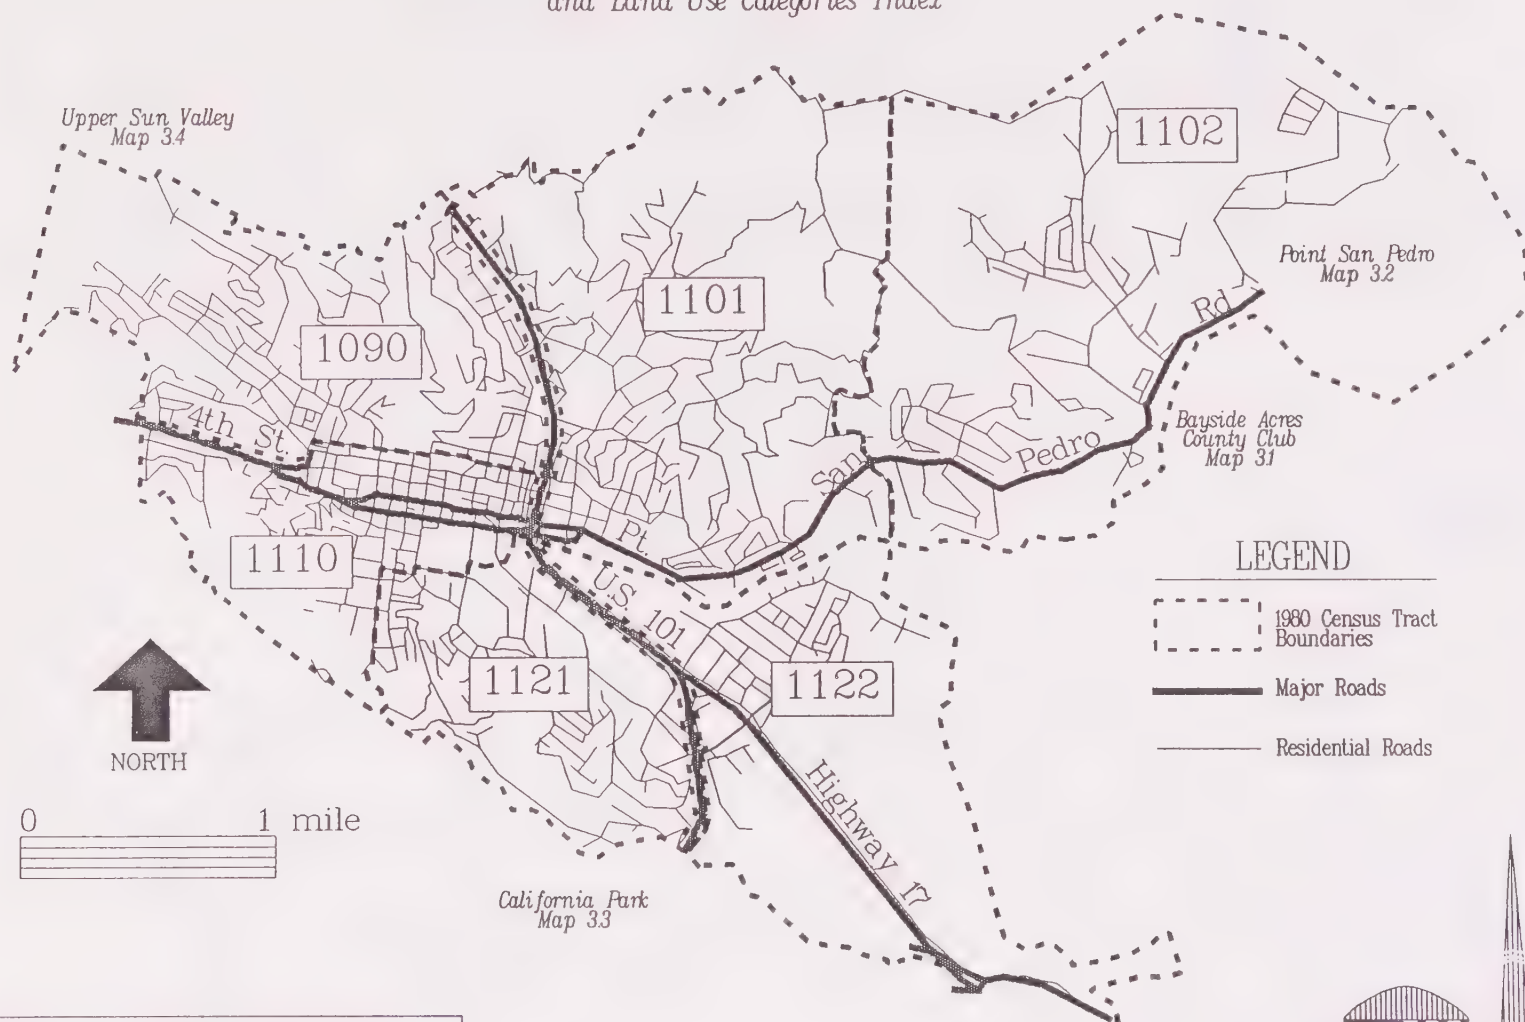 and Land Use Categories Index
Upper Sun Valley
Map 3.4
1102
Point San Pedro
Map 3.2
1101
1090
Rd
4th St.
Bayside Acres
County Club
Map 3.1
San
Pedro
Pt.
1110
U.S. 101
LEGEND
1980 Census Tract
Boundaries
Major Roads
Residential Roads
1121
1122
NORTH
0 1 mile
Highway 17
California Park
Map 3.3